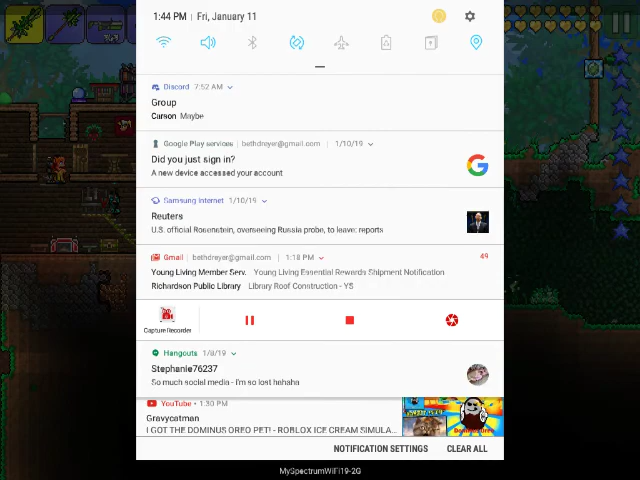 1:44 PM | Fri, January 11
Discord 7:52 AM
Group
Carson Maybe
Google Play services | bethdreyer@gmail.com | 1/10/19
Did you just sign in?
A new device accessed your account
Samsung Internet 1/10/19
Reuters
U.S. official Rosenstein, overseeing Russia probe, to leave: reports
Gmail | bethdreyer@gmail.com | 1:18 PM
49
Young Living Member Serv. Young Living Essential Rewards Shipment Notification
Richardson Public Library Library Roof Construction - YS
Capture Recorder
Hangouts 1/8/19
Stephanie76237
So much social media - I'm so lost hahaha
YouTube • 1:30 PM
Gravycatman
I GOT THE DOMINUS OREO PET! - ROBLOX ICE CREAM SIMULA...
NOTIFICATION SETTINGS CLEAR ALL
MySpectrumWiFi19-2G